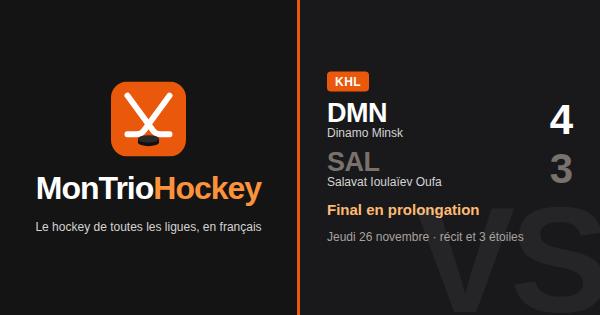 MonTrioHockey
Le hockey de toutes les ligues, en français
KHL
DMN 4
Dinamo Minsk
SAL 3
Salavat Ioulaïev Oufa
Final en prolongation
Jeudi 26 novembre · récit et 3 étoiles
VS